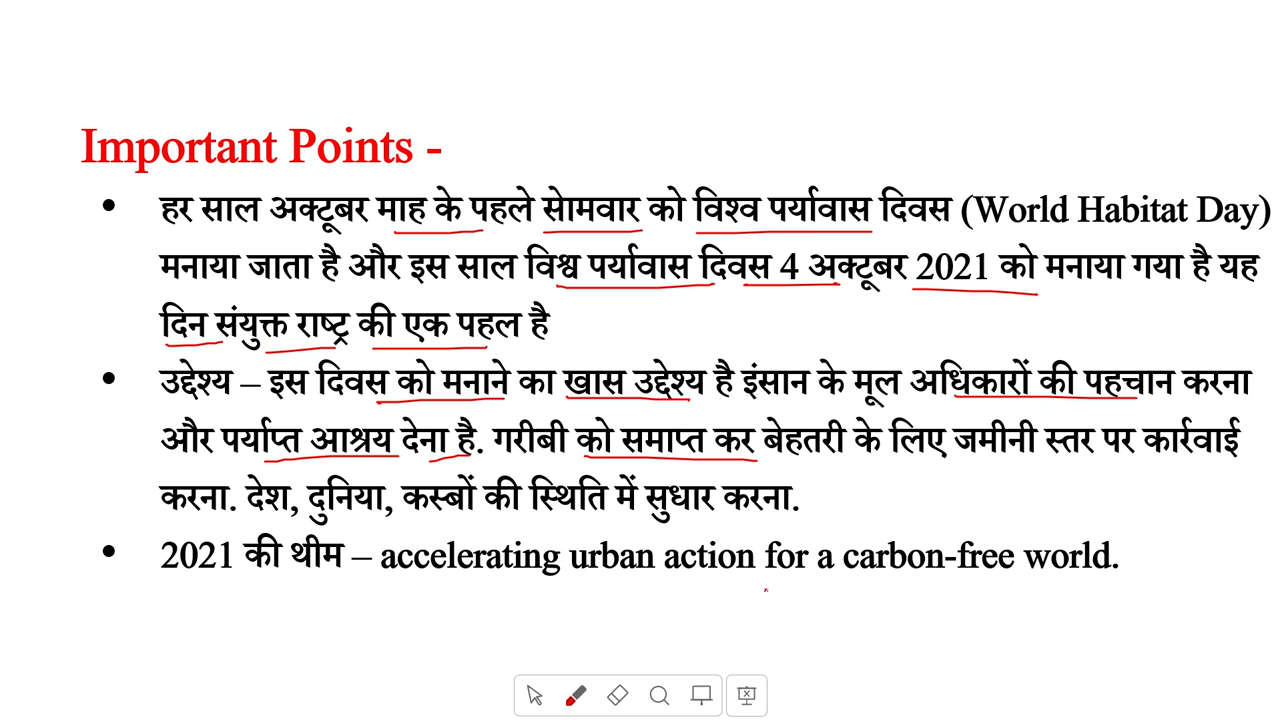 Important Points -
• हर साल अक्टूबर माह के पहले सोमवार को विश्व पर्यावास दिवस (World Habitat Day)
मनाया जाता है और इस साल विश्व पर्यावास दिवस 4 अक्टूबर 2021 को मनाया गया है यह
दिन संयुक्त राष्ट्र की एक पहल है
• उद्देश्य – इस दिवस को मनाने का खास उद्देश्य है इंसान के मूल अधिकारों की पहचान करना
और पर्याप्त आश्रय देना है. गरीबी को समाप्त कर बेहतरी के लिए जमीनी स्तर पर कार्रवाई
करना. देश, दुनिया, कस्बों की स्थिति में सुधार करना.
• 2021 की थीम – accelerating urban action for a carbon-free world.